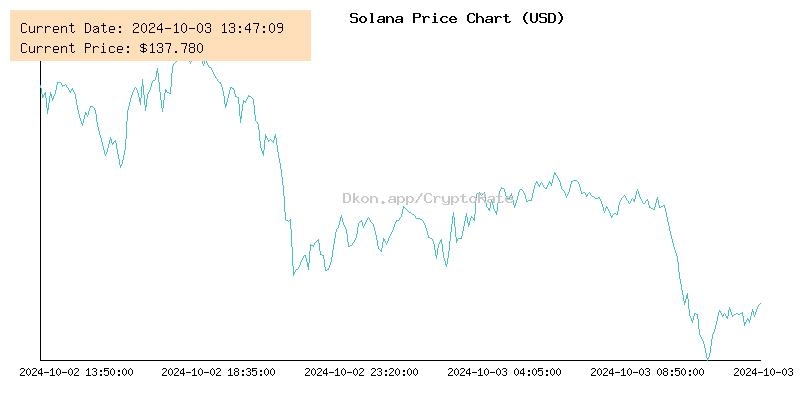 Solana Price Chart (USD)
Current Date: 2024-10-03 13:47:09
Current Price: $137.780
Dkon.app/CryptoRate
2024-10-02 13:50:00
2024-10-02 18:35:00
2024-10-02 23:20:00
2024-10-03 04:05:00
2024-10-03 08:50:00
2024-10-03